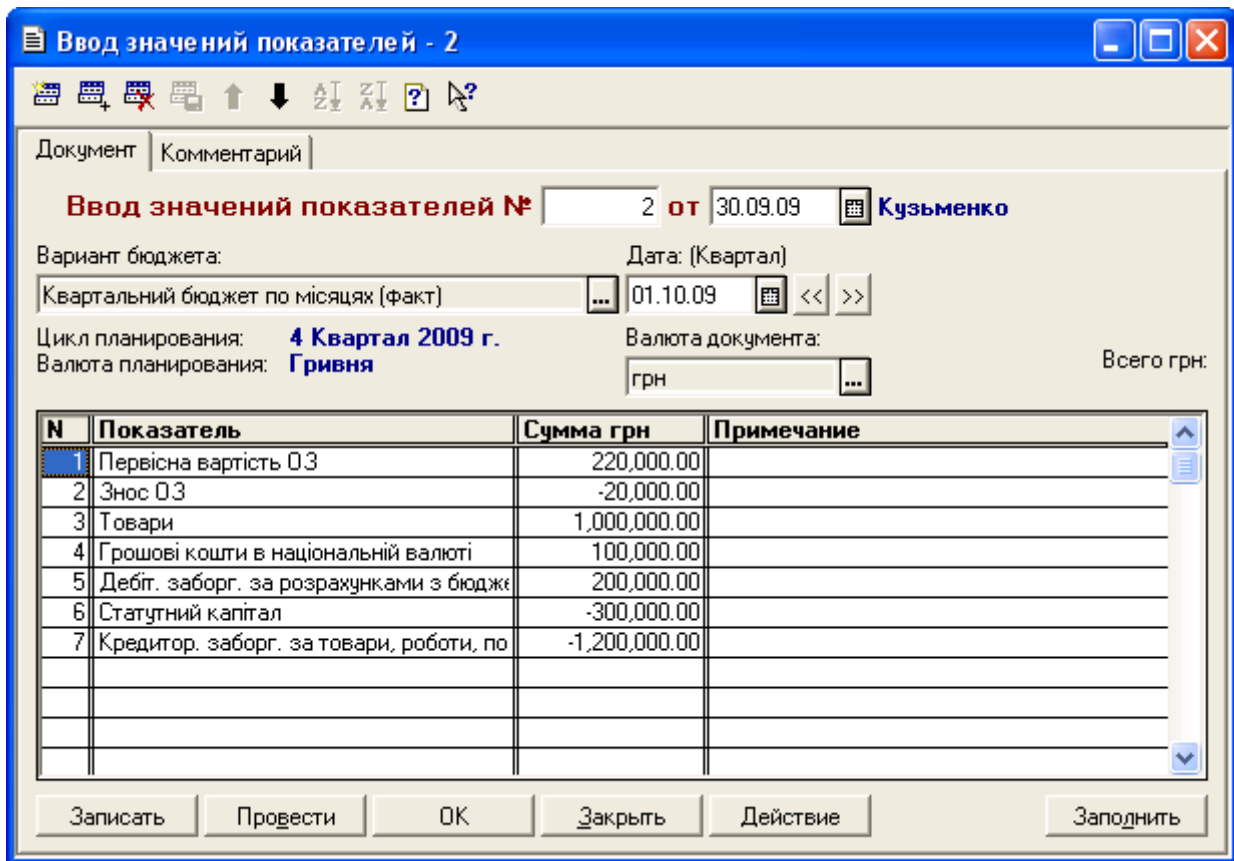 Ввод значений показателей - 2
Документ Комментарий
Ввод значений показателей № 2 от 30.09.09 Кузьменко
Вариант бюджета: Дата: (Квартал)
Квартальний бюджет по місяцях (факт) ... 01.10.09 << >>
Цикл планирования: 4 Квартал 2009 г. Валюта документа:
Валюта планирования: Гривня Всего грн:
грн ...
N Показатель Сумма грн Примечание
1 Первісна вартість ОЗ 220,000.00
2 Знос ОЗ -20,000.00
3 Товари 1,000,000.00
4 Грошові кошти в національній валюті 100,000.00
5 Дебіт. заборг. за розрахунками з бюдже 200,000.00
6 Статутний капітал -300,000.00
7 Кредитор. заборг. за товари, роботи, по -1,200,000.00
Записать Провести OK Закрыть Действие Заполнить